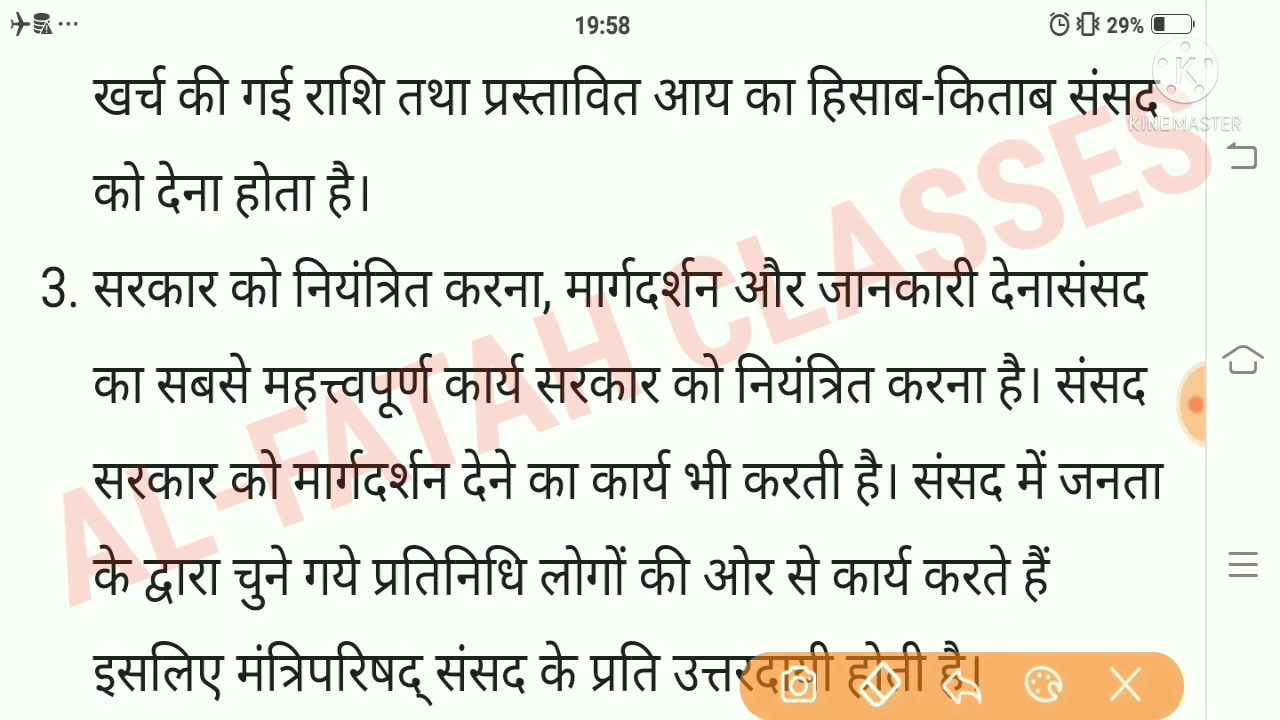 19:58
29%
खर्च की गई राशि तथा प्रस्तावित आय का हिसाब-किताब संसद
KINEMASTER
को देना होता है।
3. सरकार को नियंत्रित करना, मार्गदर्शन और जानकारी देनासंसद
का सबसे महत्त्वपूर्ण कार्य सरकार को नियंत्रित करना है। संसद
सरकार को मार्गदर्शन देने का कार्य भी करती है। संसद में जनता
के द्वारा चुने गये प्रतिनिधि लोगों की ओर से कार्य करते हैं
इसलिए मंत्रिपरिषद् संसद के प्रति उत्तरदायी होती है।
AL-FATAH CLASSES